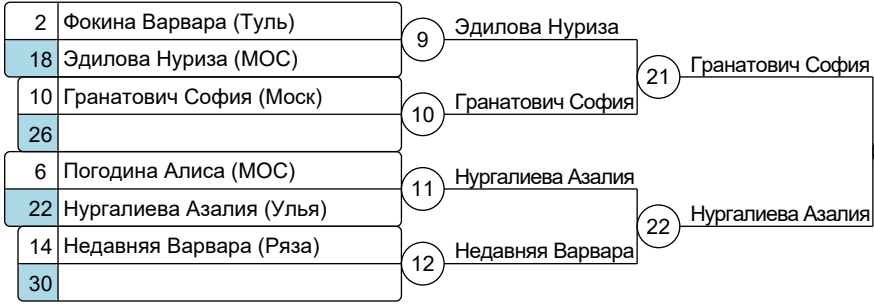 2 Фокина Варвара (Туль)
18 Эдилова Нуриза (МОС)
9
Эдилова Нуриза
10 Гранатович София (Моск)
26
10
Гранатович София
21
Гранатович София
6 Погодина Алиса (МОС)
22 Нургалиева Азалия (Улья)
11
Нургалиева Азалия
14 Недавняя Варвара (Ряза)
30
12
Недавняя Варвара
22
Нургалиева Азалия